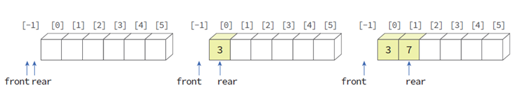 [-1] [0] [1] [2] [3] [4] [5] [-1] [0] [1] [2] [3] [4] [5] [-1] [0] [1] [2] [3] [4] [5]
3 3 7
front rear front rear front rear